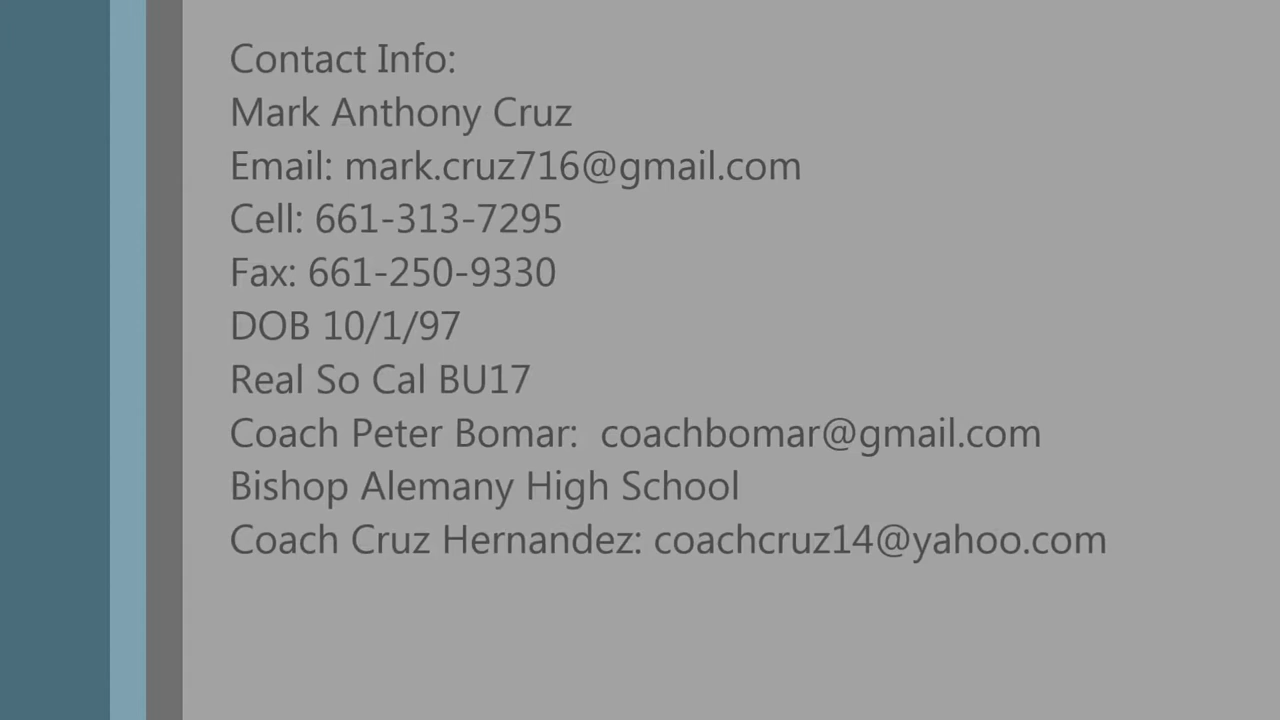 Contact Info:
Mark Anthony Cruz
Email: mark.cruz716@gmail.com
Cell: 661-313-7295
Fax: 661-250-9330
DOB 10/1/97
Real So Cal BU17
Coach Peter Bomar:  coachbomar@gmail.com
Bishop Alemany High School
Coach Cruz Hernandez: coachcruz14@yahoo.com